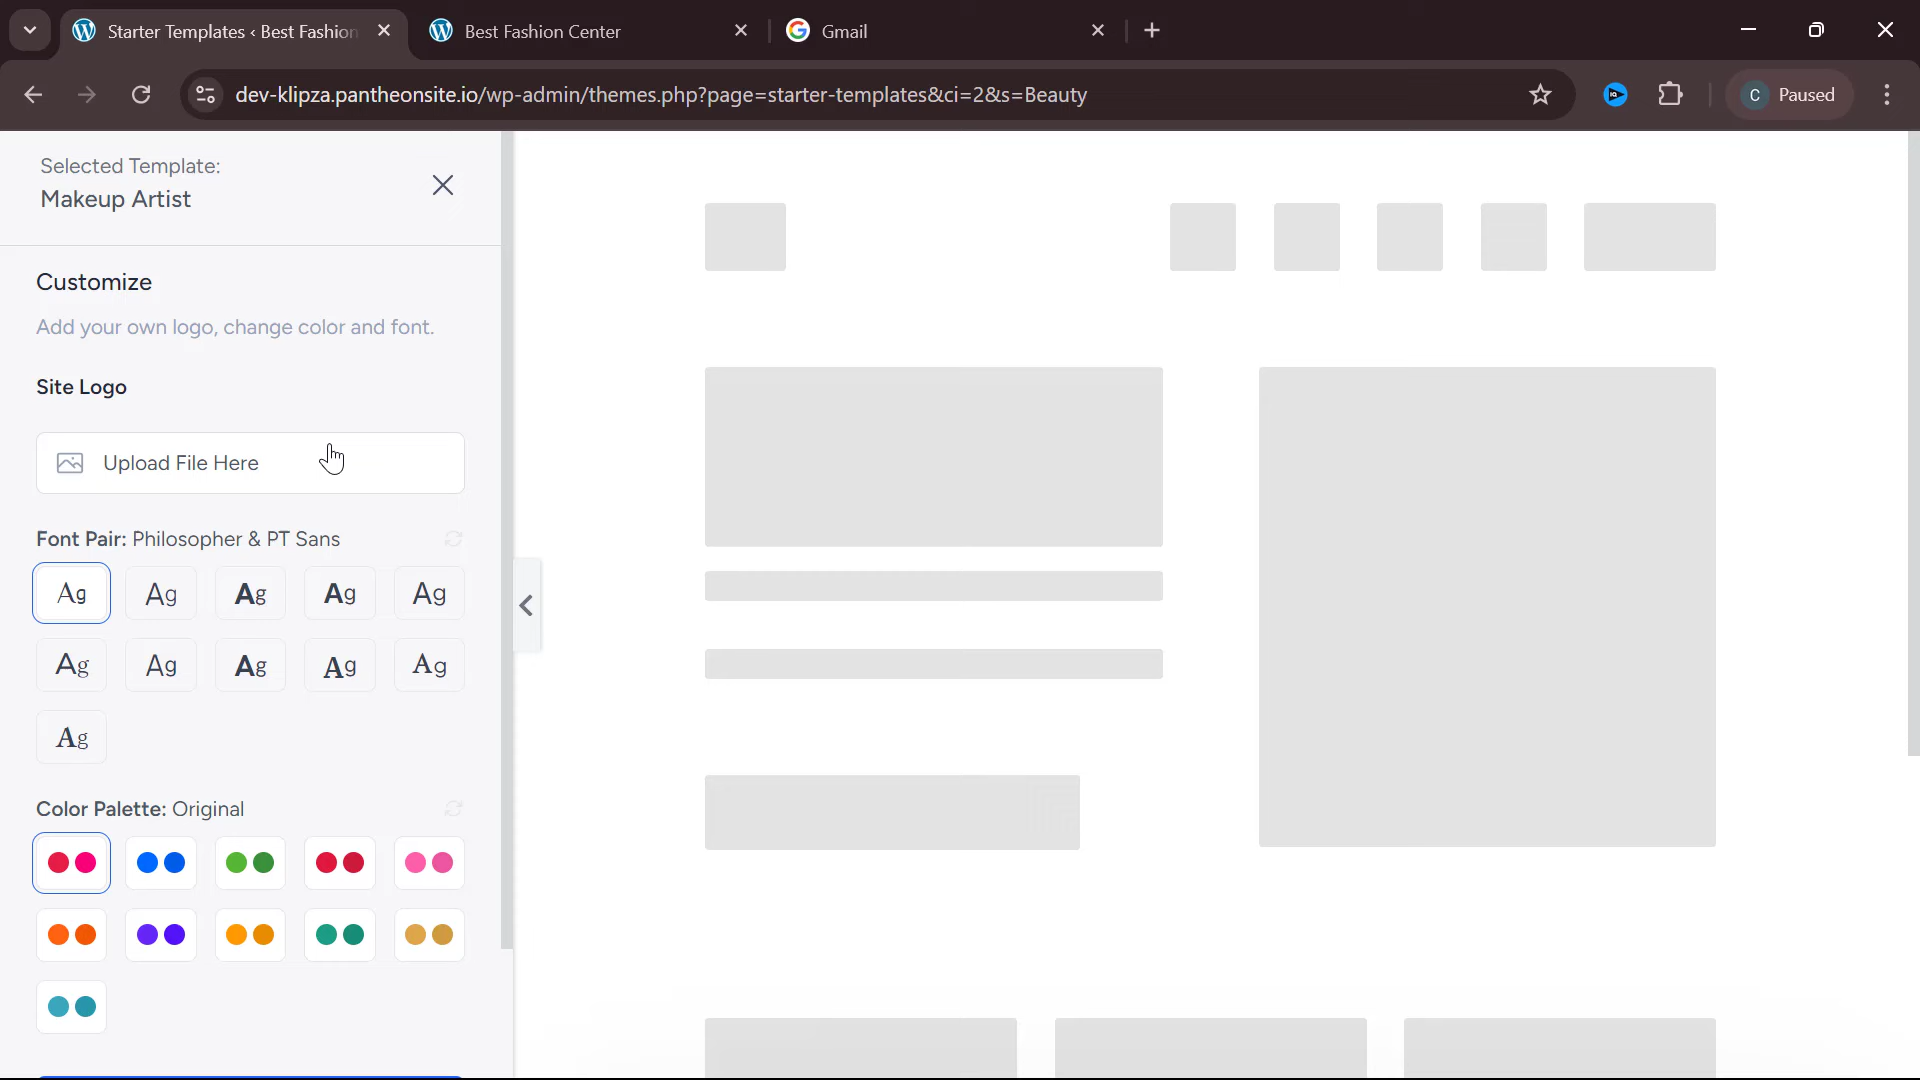 Starter Templates ‹ Best Fashion
Best Fashion Center
Gmail
dev-klipza.pantheonsite.io/wp-admin/themes.php?page=starter-templates&ci=2&s=Beauty
C Paused
Selected Template:
Makeup Artist
Customize
Add your own logo, change color and font.
Site Logo
Upload File Here
Font Pair: Philosopher & PT Sans
Ag Ag Ag Ag Ag
Ag Ag Ag Ag Ag
Ag
Color Palette: Original